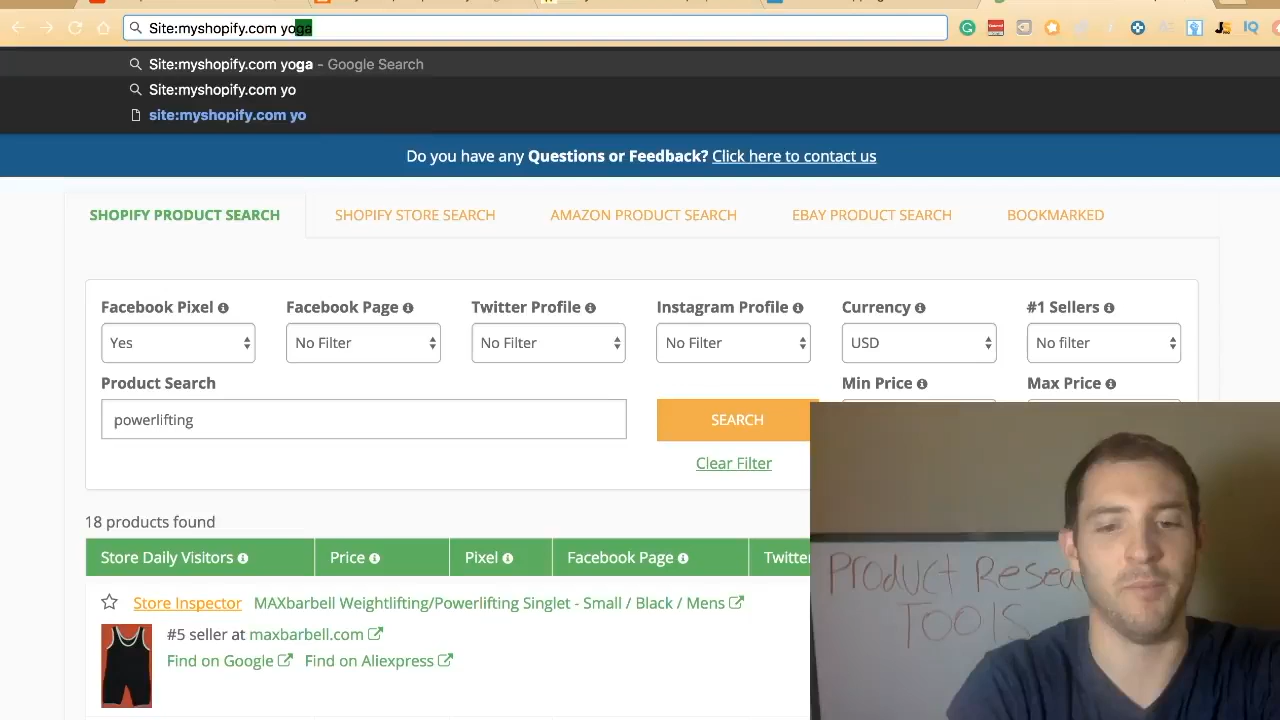 Site:myshopify.com yoga
Site:myshopify.com yoga - Google Search
Site:myshopify.com yo
site:myshopify.com yo
Do you have any Questions or Feedback? Click here to contact us
SHOPIFY PRODUCT SEARCH
SHOPIFY STORE SEARCH
AMAZON PRODUCT SEARCH
EBAY PRODUCT SEARCH
BOOKMARKED
Facebook Pixel
Facebook Page
Twitter Profile
Instagram Profile
Currency
#1 Sellers
Yes
No Filter
No Filter
No Filter
USD
No filter
Product Search
Min Price
Max Price
powerlifting
SEARCH
Clear Filter
18 products found
Store Daily Visitors
Price
Pixel
Facebook Page
Twitter
Store Inspector MAXbarbell Weightlifting/Powerlifting Singlet - Small / Black / Mens
#5 seller at maxbarbell.com
Find on Google Find on Aliexpress
Product Resea
TOOLS